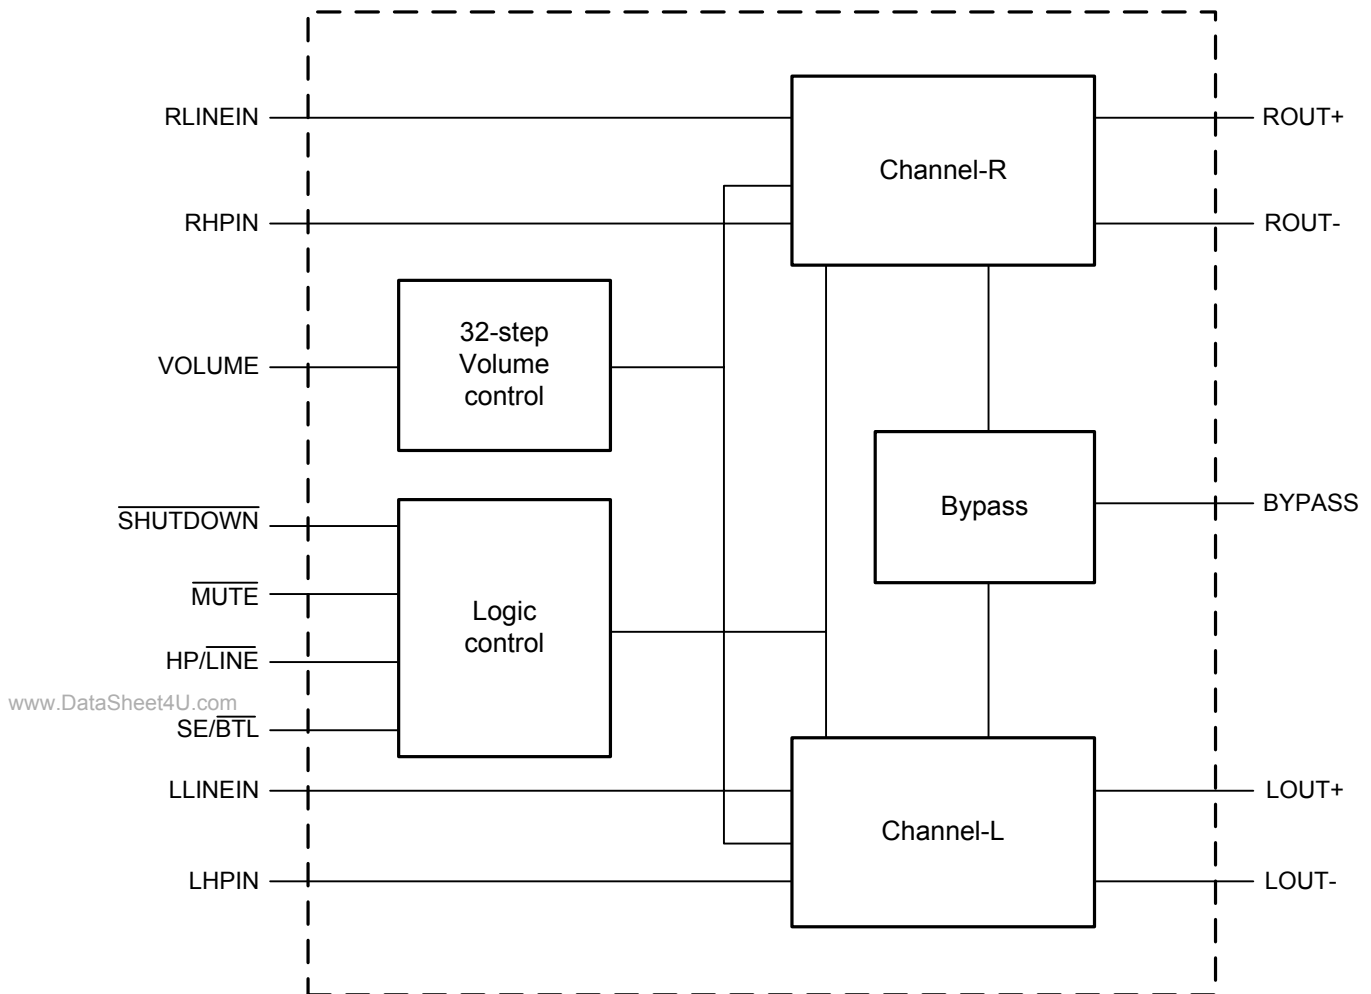 RLINEIN
ROUT+
Channel-R
RHPIN
ROUT-
32-step
Volume
control
VOLUME
Bypass
BYPASS
SHUTDOWN
MUTE
Logic
control
HP/LINE
www.DataSheet4U.com
SE/BTL
LLINEIN
LOUT+
Channel-L
LHPIN
LOUT-